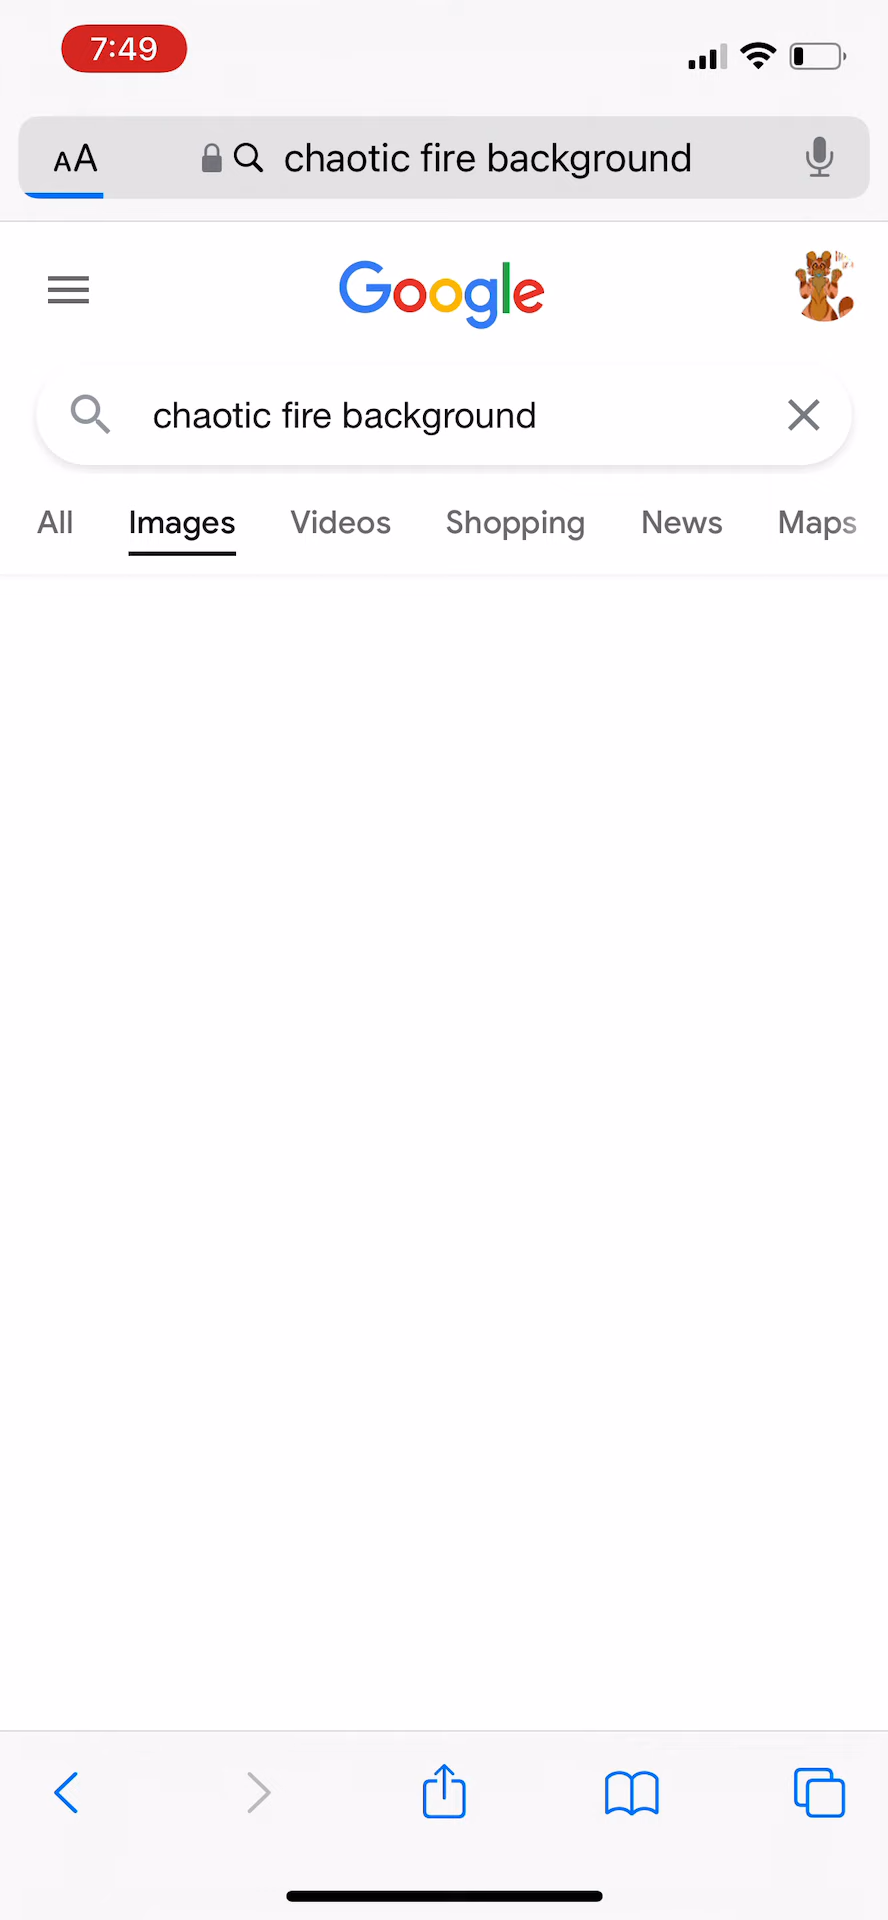 7:49
AA chaotic fire background
Google
chaotic fire background
All Images Videos Shopping News Maps